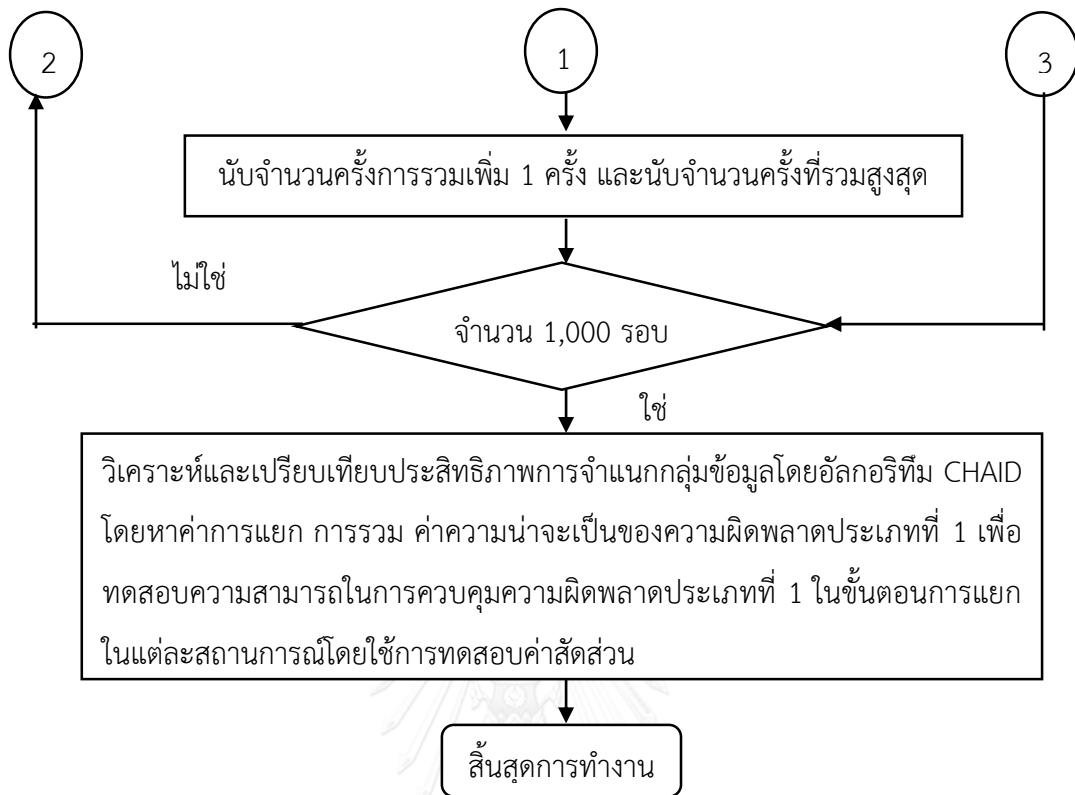 2
1
3
นับจำนวนครั้งการรวมเพิ่ม 1 ครั้ง และนับจำนวนครั้งที่รวมสูงสุด
ไม่ใช่
จำนวน 1,000 รอบ
ใช่
วิเคราะห์และเปรียบเทียบประสิทธิภาพการจำแนกกลุ่มข้อมูลโดยอัลกอริทึม CHAID
โดยหาค่าการแยก การรวม ค่าความน่าจะเป็นของความผิดพลาดประเภทที่ 1 เพื่อ
ทดสอบความสามารถในการควบคุมความผิดพลาดประเภทที่ 1 ในขั้นตอนการแยก
ในแต่ละสถานการณ์โดยใช้การทดสอบค่าสัดส่วน
สิ้นสุดการทำงาน